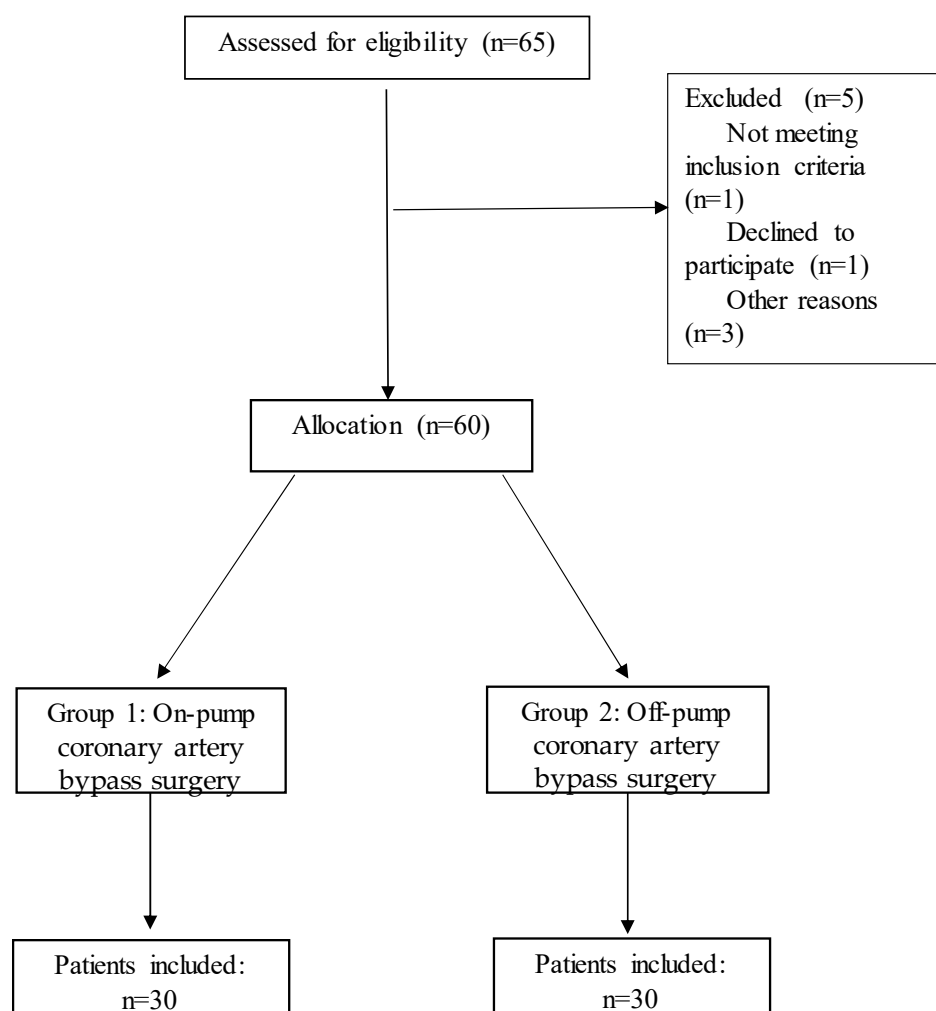 Assessed for eligibility (n=65)
Excluded (n=5)
Not meeting
inclusion criteria
(n=1)
Declined to
participate (n=1)
Other reasons
(n=3)
Allocation (n=60)
Group 1: On-pump
coronary artery
bypass surgery
Group 2: Off-pump
coronary artery
bypass surgery
Patients included:
n=30
Patients included:
n=30